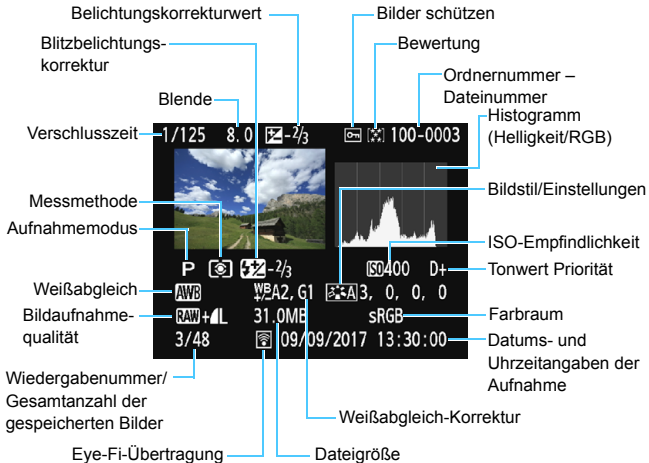 Belichtungskorrekturwert
Bilder schützen
Blitzbelichtungs-
korrektur
Bewertung
Ordnernummer –
Dateinummer
Blende
Histogramm
(Helligkeit/RGB)
Verschlusszeit
1/125 8.0 -2/3 100-0003
Messmethode
Bildstil/Einstellungen
Aufnahmemodus
ISO-Empfindlichkeit
P -2/3 ISO400 D+
Tonwert Priorität
Weißabgleich
AWB WB A2, G1 A 3, 0, 0, 0
Bildaufnahme-
qualität
RAW+L 31.0MB sRGB
Farbraum
3/48 09/09/2017 13:30:00
Datums- und
Uhrzeitangaben der
Aufnahme
Wiedergabenummer/
Gesamtanzahl der
gespeicherten Bilder
Weißabgleich-Korrektur
Eye-Fi-Übertragung
Dateigröße